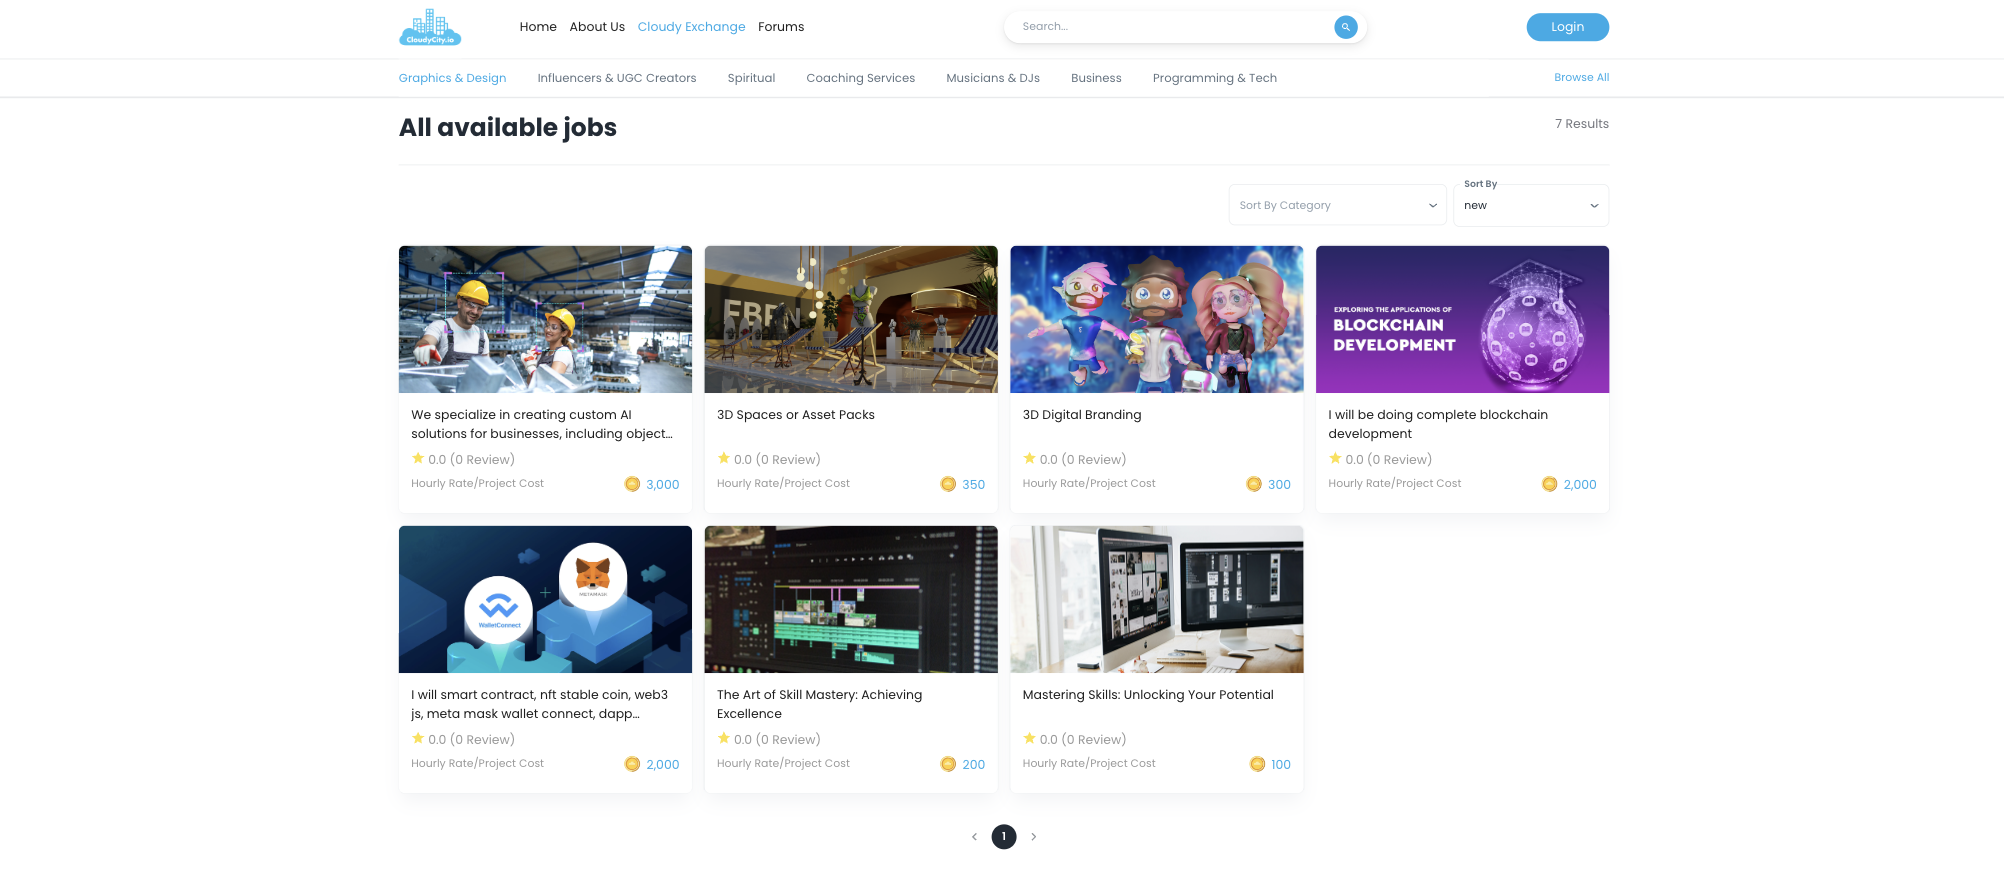 CloudyCity.io
Home About Us Cloudy Exchange Forums
Search...
Login
Graphics & Design Influencers & UGC Creators Spiritual Coaching Services Musicians & DJs Business Programming & Tech Browse All
All available jobs
7 Results
Sort By Category
Sort By
new
EXPLORING THE APPLICATIONS OF
BLOCKCHAIN
DEVELOPMENT
We specialize in creating custom AI
solutions for businesses, including object...
0.0 (0 Review)
Hourly Rate/Project Cost 3,000
3D Spaces or Asset Packs
0.0 (0 Review)
Hourly Rate/Project Cost 350
3D Digital Branding
0.0 (0 Review)
Hourly Rate/Project Cost 300
I will be doing complete blockchain
development
0.0 (0 Review)
Hourly Rate/Project Cost 2,000
METAMASK
WalletConnect
I will smart contract, nft stable coin, web3
js, meta mask wallet connect, dapp...
0.0 (0 Review)
Hourly Rate/Project Cost 2,000
The Art of Skill Mastery: Achieving
Excellence
0.0 (0 Review)
Hourly Rate/Project Cost 200
Mastering Skills: Unlocking Your Potential
0.0 (0 Review)
Hourly Rate/Project Cost 100
1